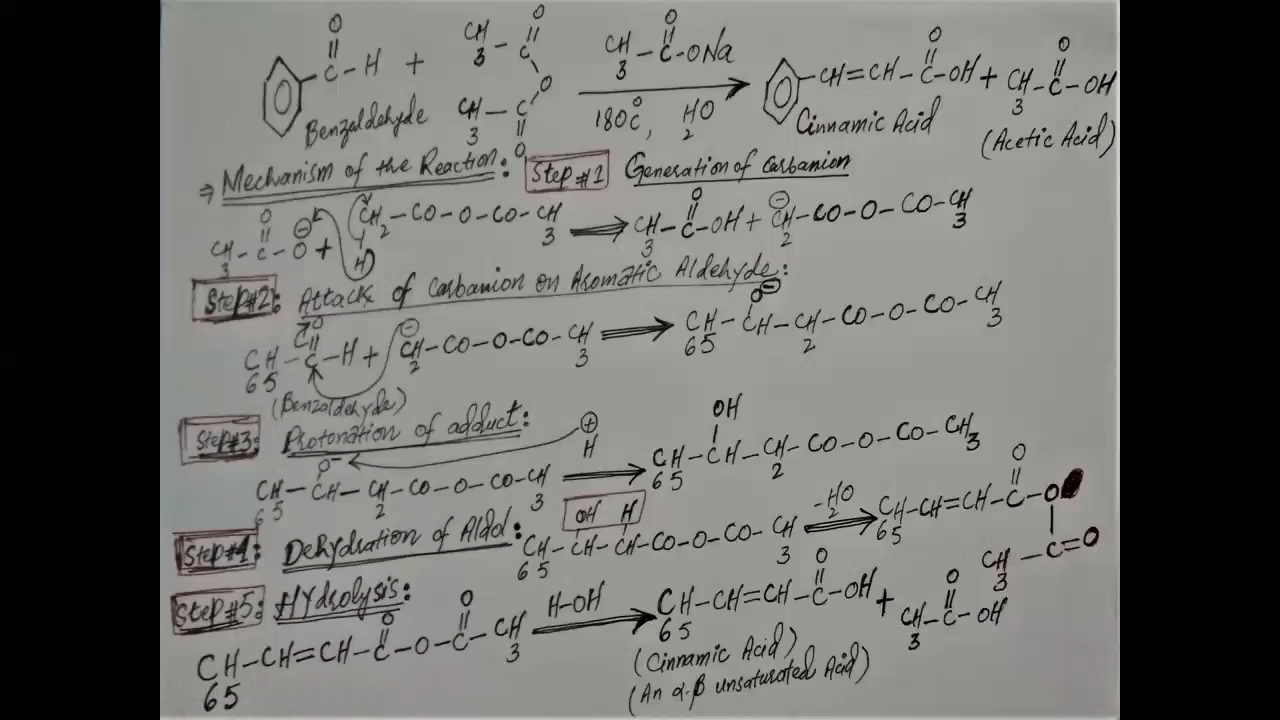 O O
‖ ‖
C–H + CH₃–C
O
CH₃–C
‖
O
Benzaldehyde
CH₃–C(=O)–ONa
180°C, H₂O
CH=CH–C(=O)–OH + CH₃–C(=O)–OH
Cinnamic Acid
(Acetic Acid)
⇒ Mechanism of the Reaction: Step #1 Generation of Carbanion
CH₃–C(=O)–O⊖ + CH₂(H)–CO–O–CO–CH₃ ⇒ CH₃–C(=O)–OH + ⊖CH₂–CO–O–CO–CH₃
Step#2: Attack of Carbanion on Aromatic Aldehyde:
C₆H₅–C(=O)–H + ⊖CH₂–CO–O–CO–CH₃ ⇒ C₆H₅–CH(O⊖)–CH₂–CO–O–CO–CH₃
(Benzaldehyde)
Step#3: Protonation of adduct: H⊕
C₆H₅–CH(O⁻)–CH₂–CO–O–CO–CH₃ → C₆H₅–CH(OH)–CH₂–CO–O–CO–CH₃
Step#4: Dehydration of Aldol: C₆H₅–CH(OH)–CH(H)–CO–O–CO–CH₃ –H₂O ⇒ C₆H₅–CH=CH–C(=O)–O–C(=O)–CH₃
Step#5: Hydrolysis:
C₆H₅–CH=CH–C(=O)–O–C(=O)–CH₃ H–OH → C₆H₅–CH=CH–C(=O)–OH + CH₃–C(=O)–OH
(Cinnamic Acid)
(An α-β unsaturated Acid)